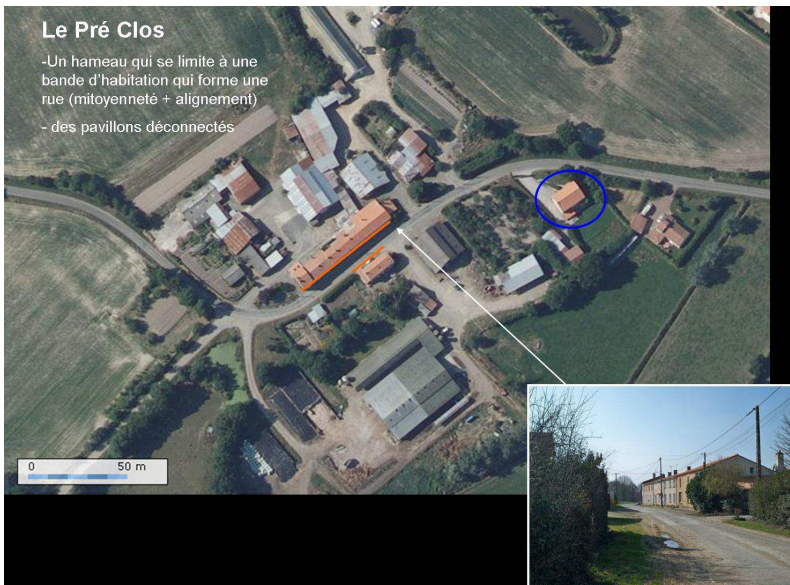 Le Pré Clos
-Un hameau qui se limite à une
bande d'habitation qui forme une
rue (mitoyenneté + alignement)
- des pavillons déconnectés
0 50 m